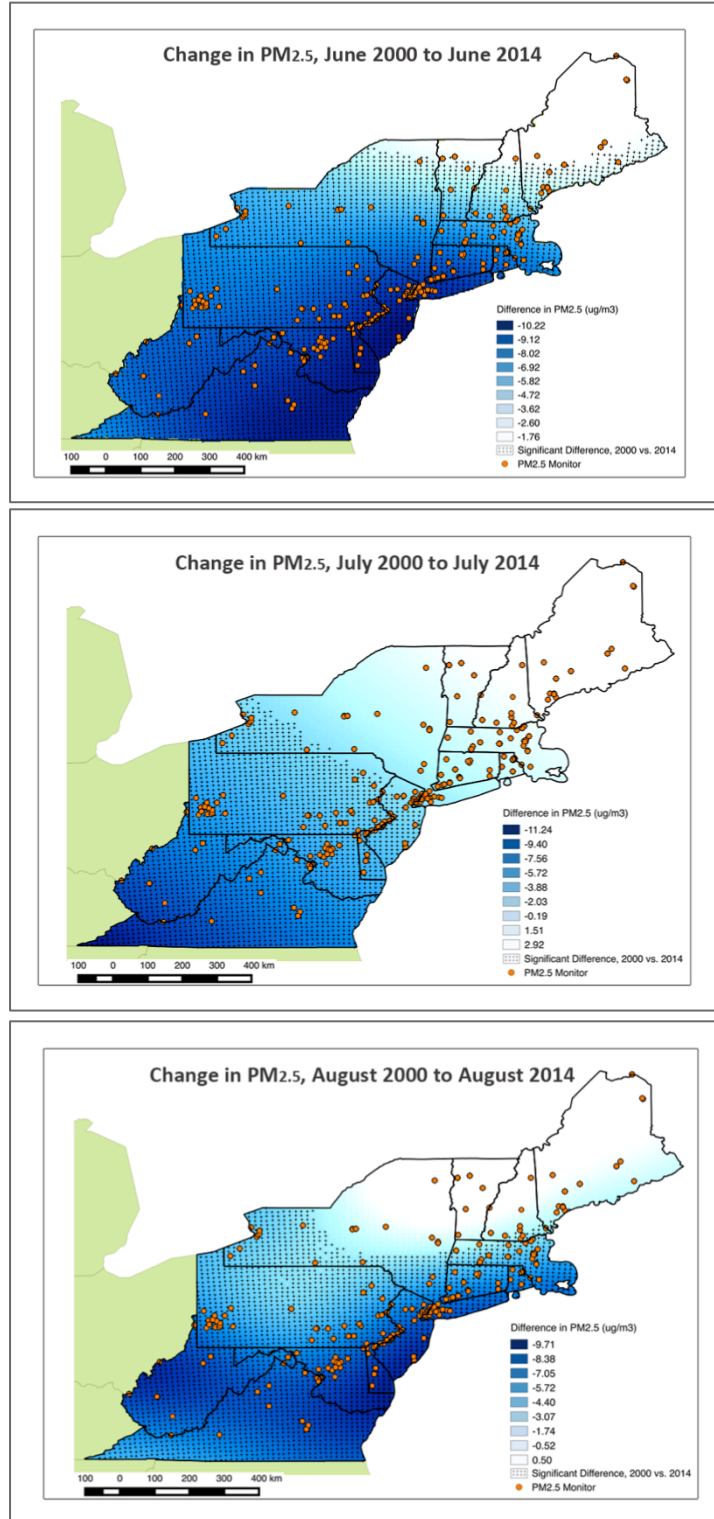 Change in PM2.5, June 2000 to June 2014
Difference in PM2.5 (ug/m3)
-10.22
-9.12
-8.02
-6.92
-5.82
-4.72
-3.62
-2.60
-1.76
Significant Difference, 2000 vs. 2014
PM2.5 Monitor
100 0 100 200 300 400 km
Change in PM2.5, July 2000 to July 2014
Difference in PM2.5 (ug/m3)
-11.24
-9.40
-7.56
-5.72
-3.88
-2.03
-0.19
1.51
2.92
Significant Difference, 2000 vs. 2014
PM2.5 Monitor
100 0 100 200 300 400 km
Change in PM2.5, August 2000 to August 2014
Difference in PM2.5 (ug/m3)
-9.71
-8.38
-7.05
-5.72
-4.40
-3.07
-1.74
-0.52
0.50
Significant Difference, 2000 vs. 2014
PM2.5 Monitor
100 0 100 200 300 400 km